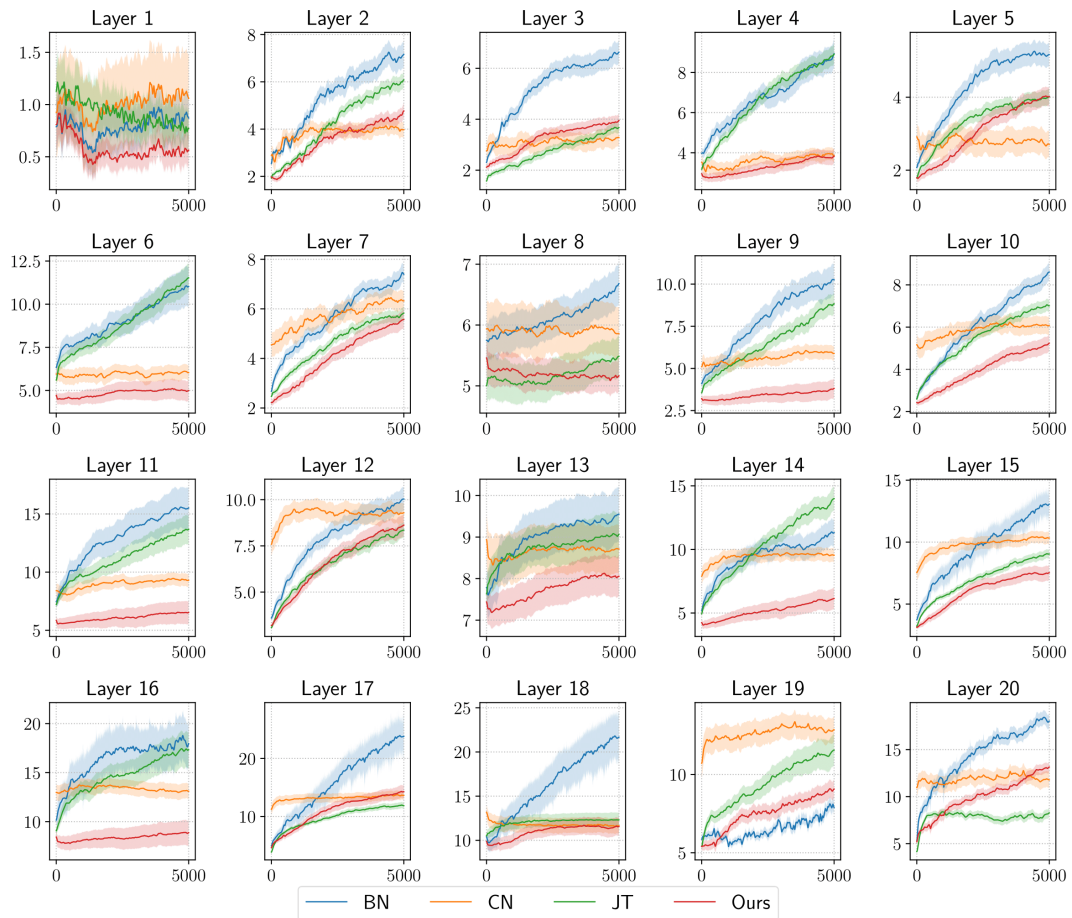 Layer 1 Layer 2 Layer 3 Layer 4 Layer 5
1.5 1.0 0.5 0 5000
8 6 4 2 0 5000
6 4 2 0 5000
8 6 4 0 5000
4 2 0 5000
Layer 6 Layer 7 Layer 8 Layer 9 Layer 10
12.5 10.0 7.5 5.0 0 5000
8 6 4 2 0 5000
7 6 5 0 5000
10.0 7.5 5.0 2.5 0 5000
8 6 4 2 0 5000
Layer 11 Layer 12 Layer 13 Layer 14 Layer 15
15 10 5 0 5000
10.0 7.5 5.0 0 5000
10 9 8 7 0 5000
15 10 5 0 5000
15 10 5 0 5000
Layer 16 Layer 17 Layer 18 Layer 19 Layer 20
20 15 10 0 5000
20 10 0 5000
25 20 15 10 0 5000
10 5 0 5000
15 10 5 0 5000
BN CN JT Ours